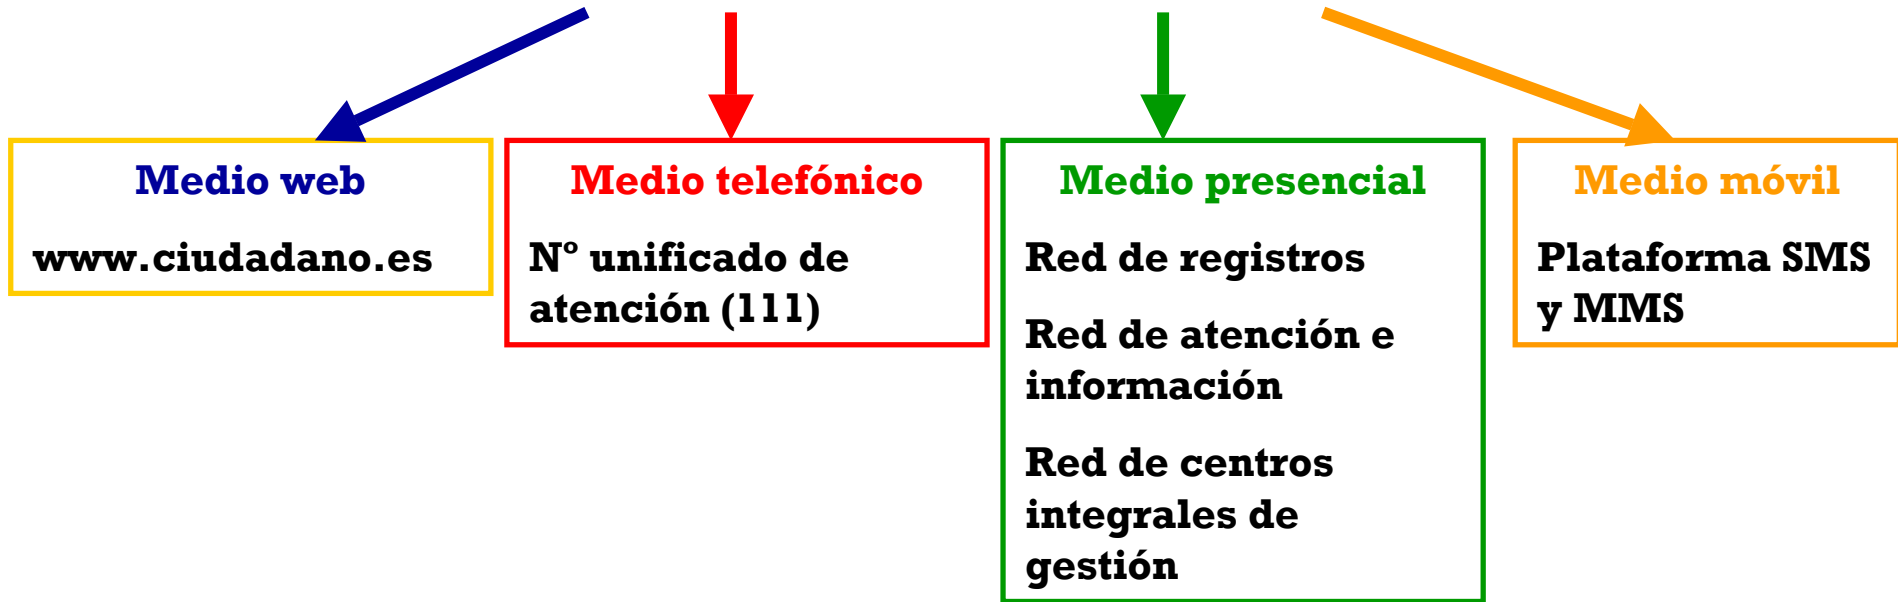 Medio web
www.ciudadano.es
Medio telefónico
Nº unificado de
atención (111)
Medio presencial
Red de registros
Red de atención e
información
Red de centros
integrales de
gestión
Medio móvil
Plataforma SMS
y MMS